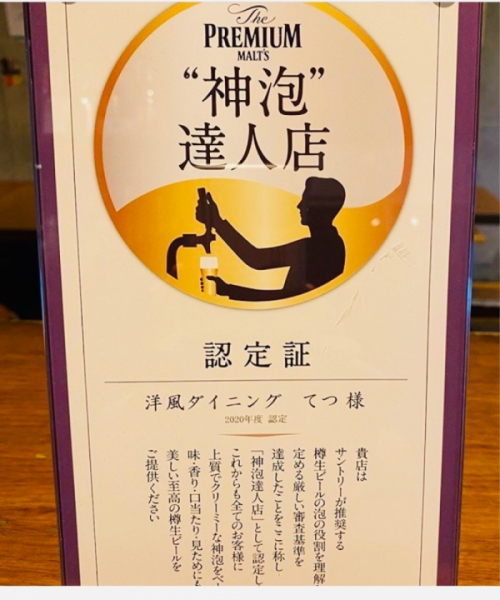 The
PREMIUM
MALT'S
“神泡”
達人店
認定証
洋風ダイニング てつ 様
2020年度 認定
貴店は
サントリーが推奨する
樽生ビールの泡の役割を理解
定める厳しい審査基準を
達成したことをここに称し
「神泡達人店」として認定し
これからも全てのお客様に
上質でクリーミーな神泡をベ
味・香り・口当たり・見ためにも
美しい至高の樽生ビールを
ご提供ください